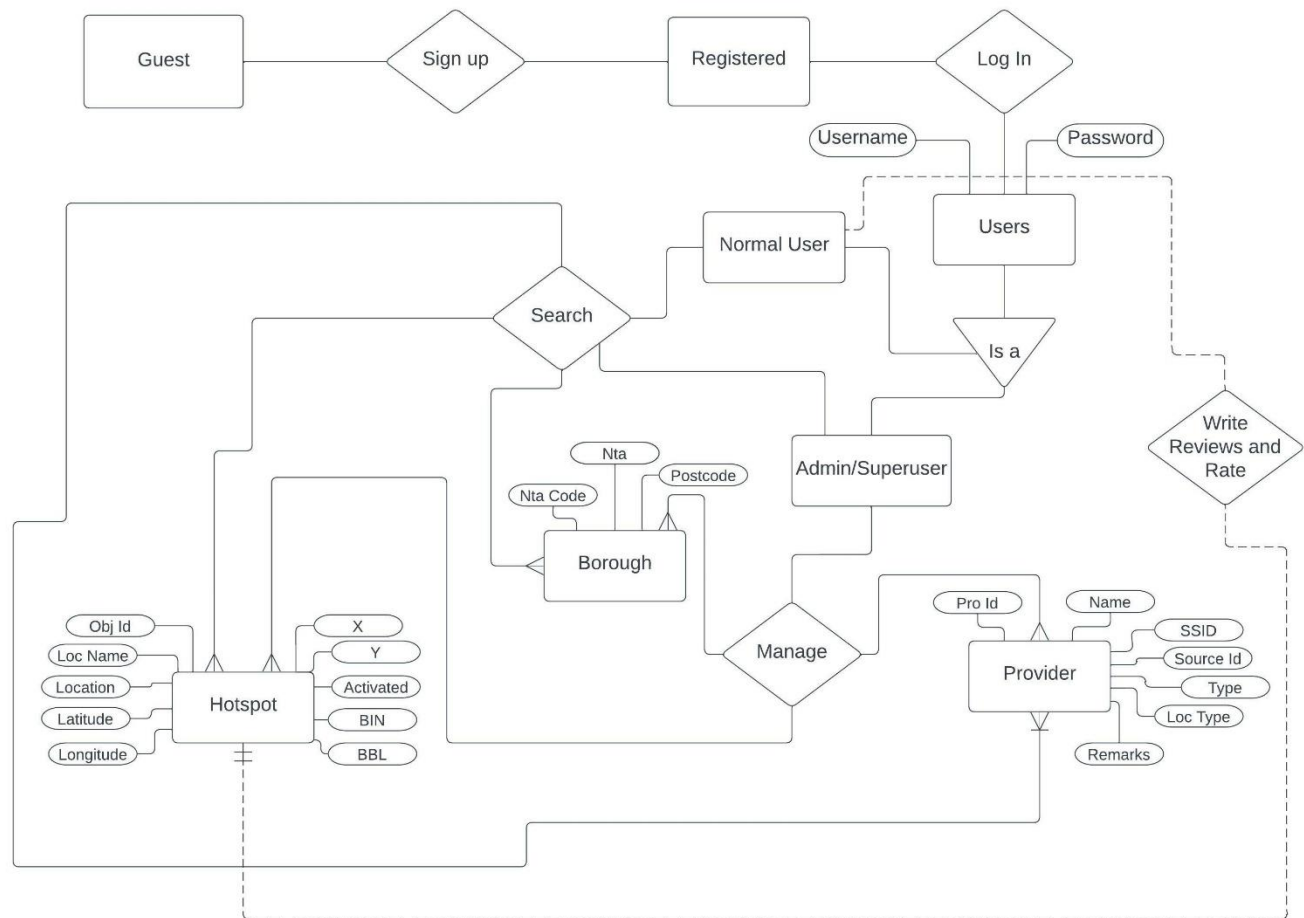 Guest
Sign up
Registered
Log In
Username
Password
Users
Normal User
Search
Is a
Write
Reviews and
Rate
Admin/Superuser
Nta
Postcode
Nta Code
Borough
Manage
Pro Id
Name
SSID
Source Id
Type
Loc Type
Remarks
Provider
Obj Id
Loc Name
Location
Latitude
Longitude
Hotspot
X
Y
Activated
BIN
BBL